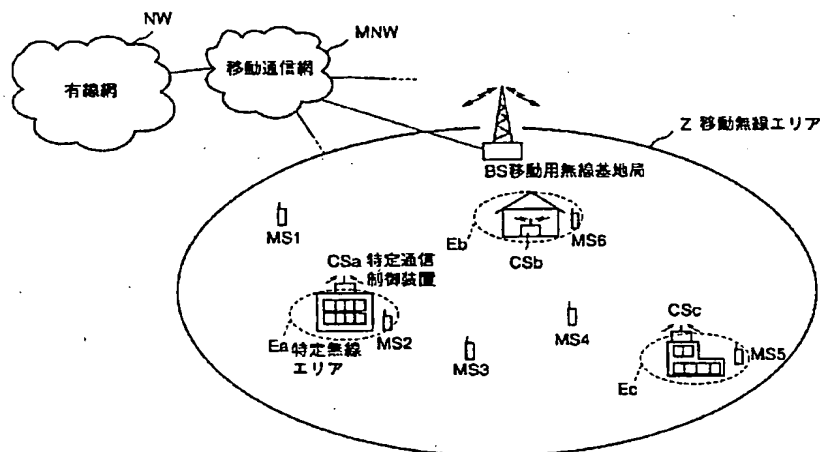 NW
MNW
有線網
移動通信網
Z 移動無線エリア
BS移動用無線基地局
MS1
Eb
CSb
MS6
CSa 特定通信
制御装置
Ea
特定無線
エリア
MS2
MS3
MS4
CSc
MS5
Ec